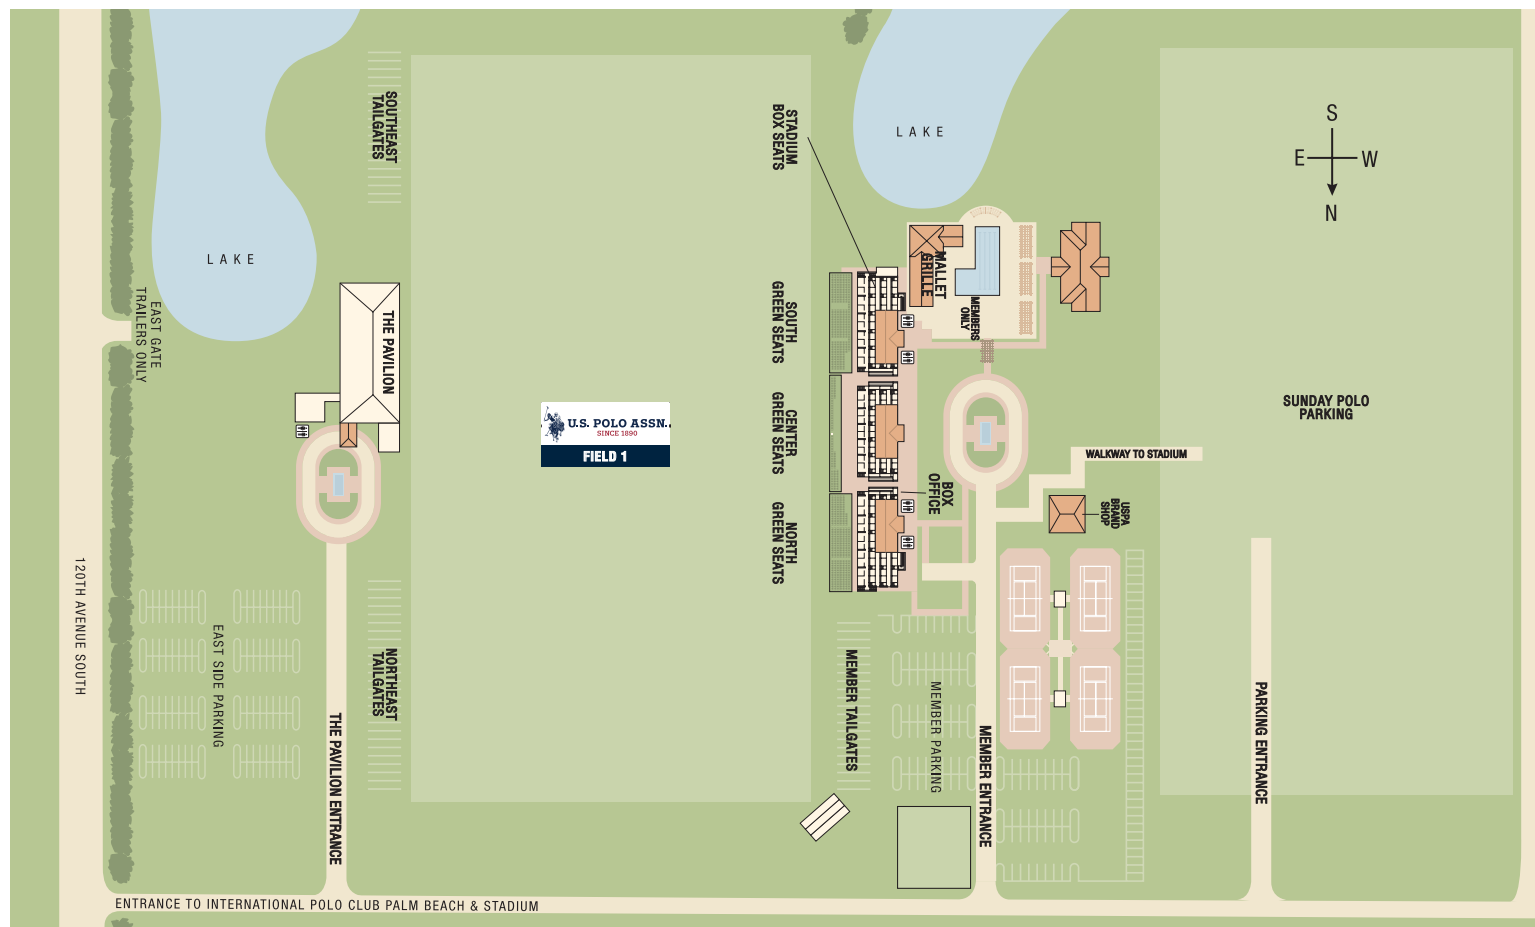 SOUTHEAST
TAILGATES
STADIUM
BOX SEATS
LAKE
S
E
W
N
LAKE
EAST GATE
TRAILERS ONLY
THE PAVILION
SOUTH
GREEN SEATS
MALLET
GRILLE
MEMBERS
ONLY
CENTER
GREEN SEATS
U.S. POLO ASSN.
SINCE 1890
FIELD 1
SUNDAY POLO
PARKING
WALKWAY TO STADIUM
BOX
OFFICE
USPA
BRAND
SHOP
NORTH
GREEN SEATS
120TH AVENUE SOUTH
EAST SIDE PARKING
THE PAVILION ENTRANCE
NORTHEAST
TAILGATES
MEMBER TAILGATES
MEMBER PARKING
MEMBER ENTRANCE
PARKING ENTRANCE
ENTRANCE TO INTERNATIONAL POLO CLUB PALM BEACH & STADIUM